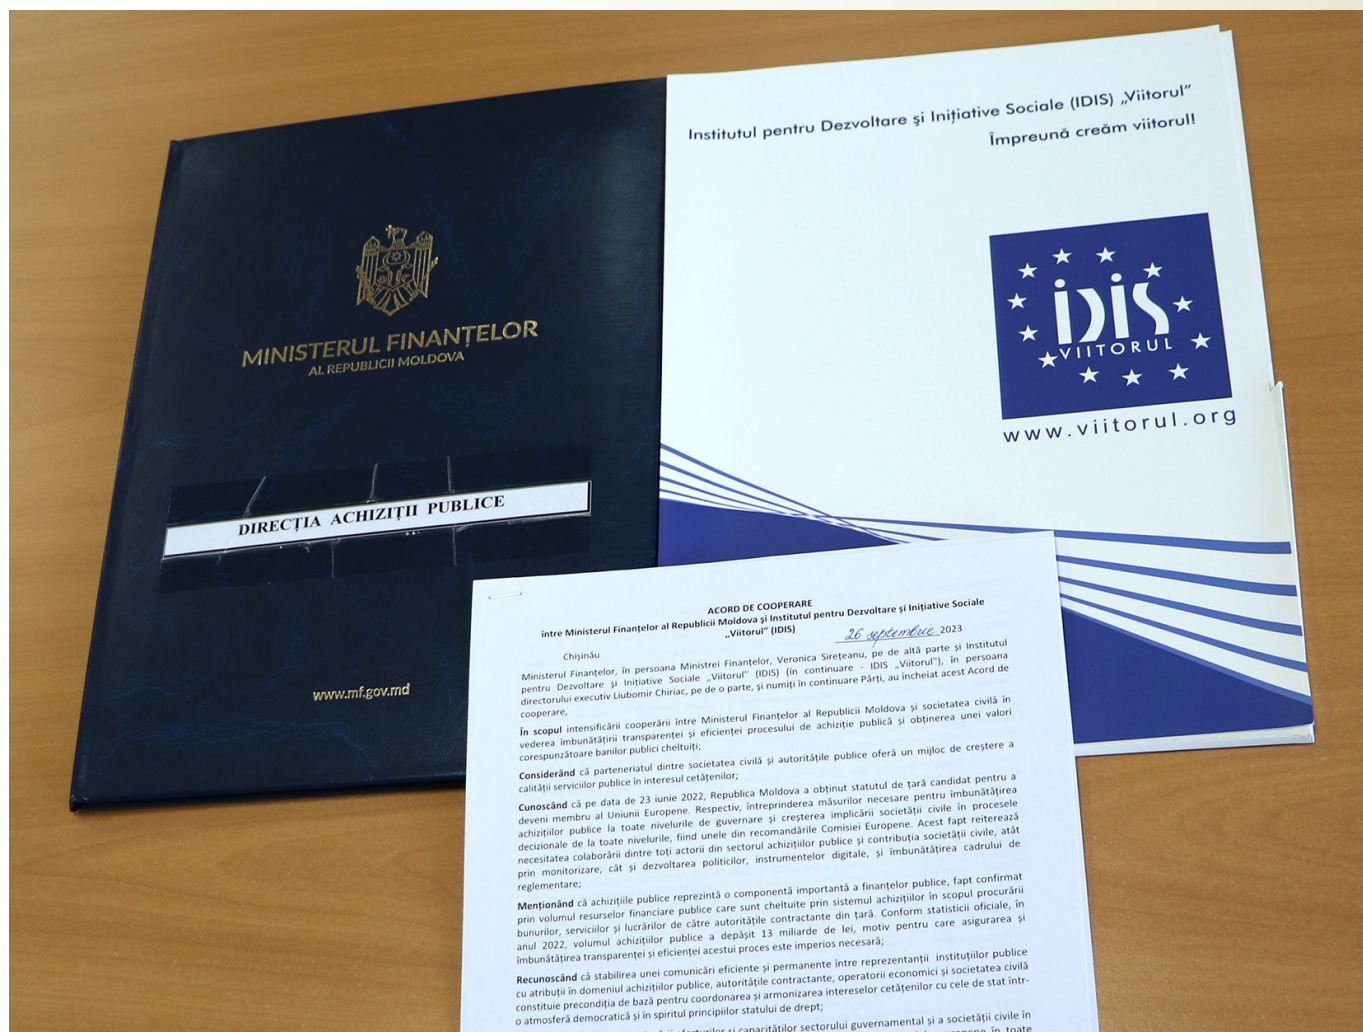 MINISTERUL FINANȚELOR
AL REPUBLICII MOLDOVA
DIRECȚIA ACHIZIȚII PUBLICE
www.mf.gov.md
Institutul pentru Dezvoltare şi Iniţiative Sociale (IDIS) „Viitorul”
Împreună creăm viitorul!
iDiS
VIITORUL
www.viitorul.org
ACORD DE COOPERARE
între Ministerul Finanțelor al Republicii Moldova și Institutul pentru Dezvoltare și Inițiative Sociale
„Viitorul” (IDIS)
26 septembrie 2023
Chișinău
Ministerul Finanțelor, în persoana Ministrei Finanțelor, Veronica Sirețeanu, pe de altă parte și Institutul
pentru Dezvoltare și Inițiative Sociale „Viitorul” (IDIS) (în continuare - IDIS „Viitorul”), în persoana
directorului executiv Liubomir Chiriac, pe de o parte, și numiți în continuare Părți, au încheiat acest Acord de
cooperare,
În scopul intensificării cooperării între Ministerul Finanțelor al Republicii Moldova și societatea civilă în
vederea îmbunătățirii transparenței și eficienței procesului de achiziție publică și obținerea unei valori
corespunzătoare banilor publici cheltuiți;
Considerând că parteneriatul dintre societatea civilă și autoritățile publice oferă un mijloc de creștere a
calității serviciilor publice în interesul cetățenilor;
Cunoscând că pe data de 23 iunie 2022, Republica Moldova a obținut statutul de țară candidat pentru a
deveni membru al Uniunii Europene. Respectiv, întreprinderea măsurilor necesare pentru îmbunătățirea
achizițiilor publice la toate nivelurile de guvernare și creșterea implicării societății civile în procesele
decizionale de la toate nivelurile, fiind unele din recomandările Comisiei Europene. Acest fapt reiterează
necesitatea colaborării dintre toți actorii din sectorul achizițiilor publice și contribuția societății civile, atât
prin monitorizare, cât și dezvoltarea politicilor, instrumentelor digitale, și îmbunătățirea cadrului de
reglementare;
Menționând că achizițiile publice reprezintă o componentă importantă a finanțelor publice, fapt confirmat
prin volumul resurselor financiare publice care sunt cheltuite prin sistemul achizițiilor în scopul procurării
bunurilor, serviciilor și lucrărilor de către autoritățile contractante din țară. Conform statisticii oficiale, în
anul 2022, volumul achizițiilor publice a depășit 13 miliarde de lei, motiv pentru care asigurarea și
îmbunătățirea transparenței și eficienței acestui proces este imperios necesară;
Recunoscând că stabilirea unei comunicări eficiente și permanente între reprezentanții instituțiilor publice
cu atribuții în domeniul achizițiilor publice, autoritățile contractante, operatorii economici și societatea civilă
constituie precondiția de bază pentru coordonarea și armonizarea intereselor cetățenilor cu cele de stat într-
o atmosferă democratică și în spiritul principiilor statului de drept;
eforturilor și capacităților sectorului guvernamental și a societății civile în
în toate